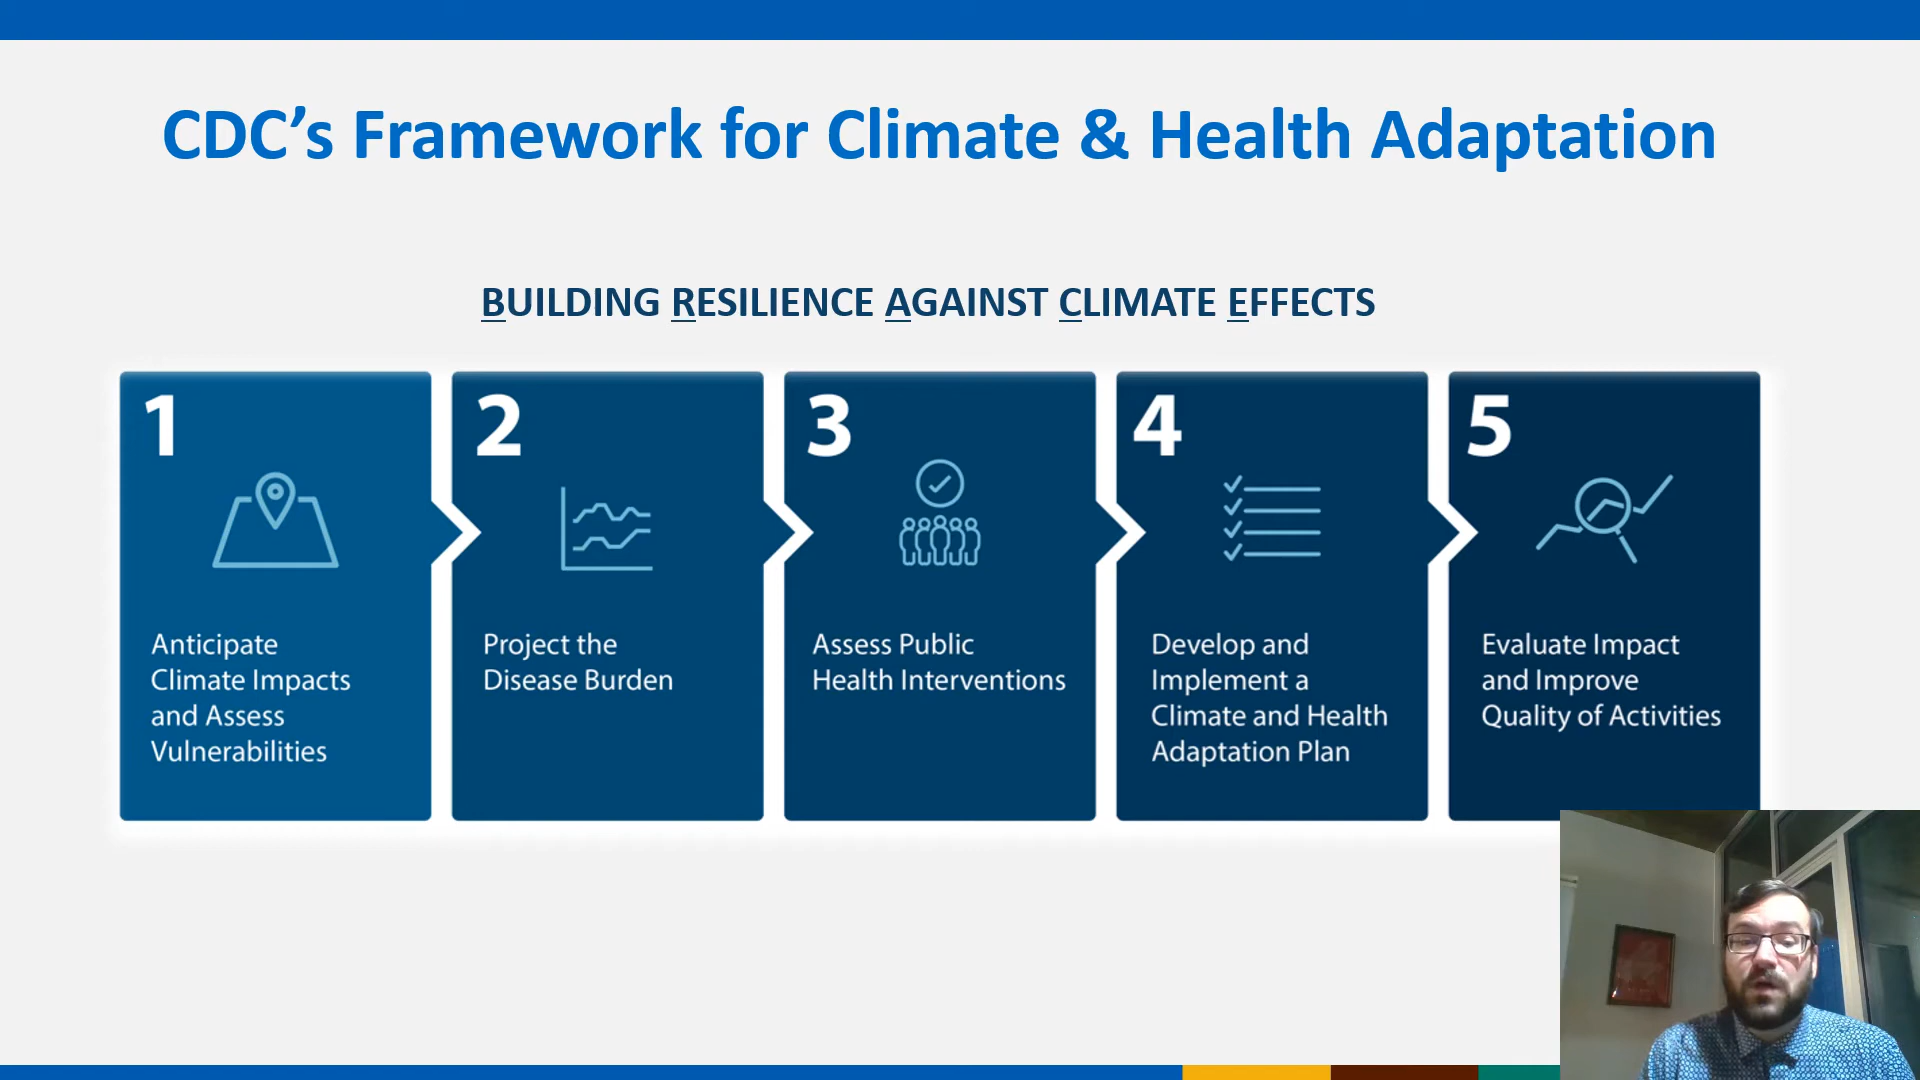 CDC’s Framework for Climate & Health Adaptation
BUILDING RESILIENCE AGAINST CLIMATE EFFECTS
1
Anticipate
Climate Impacts
and Assess
Vulnerabilities
2
Project the
Disease Burden
3
Assess Public
Health Interventions
4
Develop and
Implement a
Climate and Health
Adaptation Plan
5
Evaluate Impact
and Improve
Quality of Activities